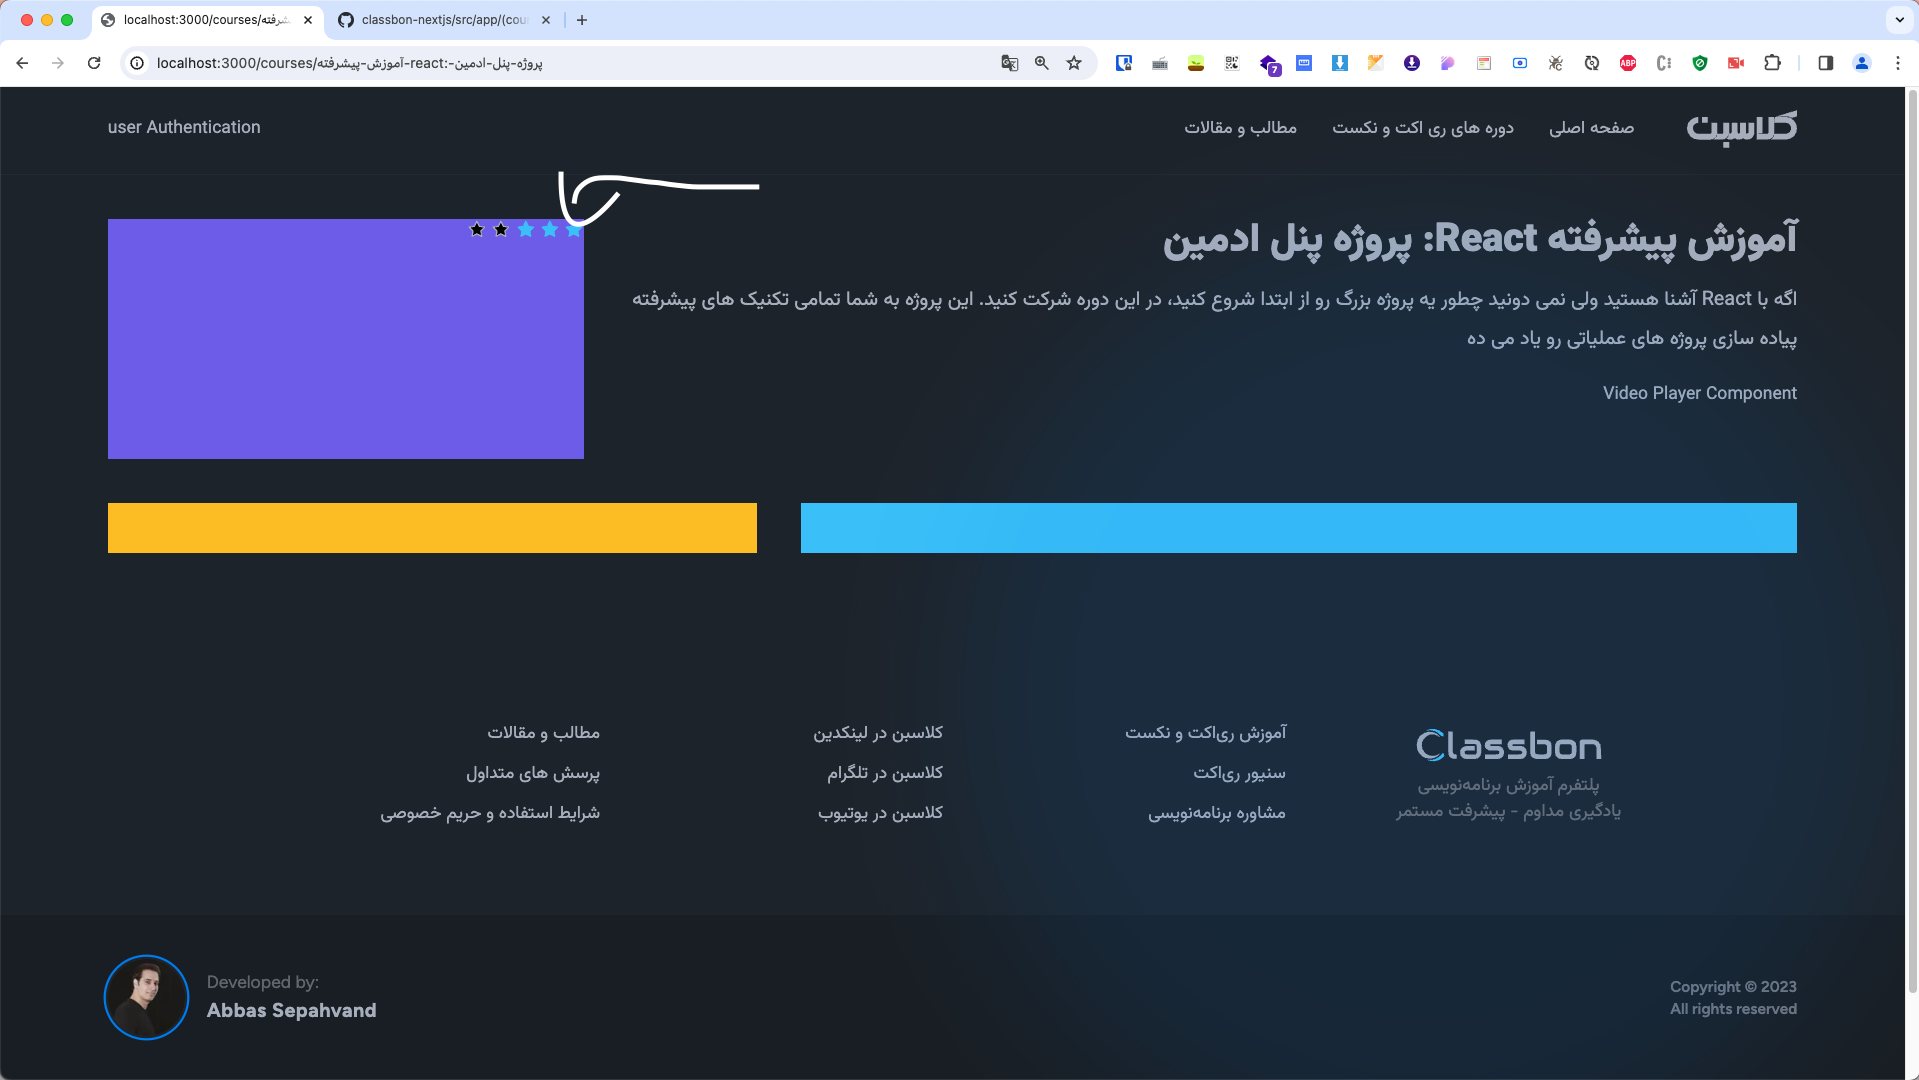 localhost:3000/courses/آموزش-پیشرفته
classbon-nextjs/src/app/(cou
localhost:3000/courses/آموزش-پیشرفته-react:-پروژه-پنل-ادمین
7
ABP
کلاسبن
صفحه اصلی
دوره های ری اکت و نکست
مطالب و مقالات
user Authentication
آموزش پیشرفته React: پروژه پنل ادمین
اگه با React آشنا هستید ولی نمی دونید چطور یه پروژه بزرگ رو از ابتدا شروع کنید، در این دوره شرکت کنید. این پروژه به شما تمامی تکنیک های پیشرفته
پیاده سازی پروژه های عملیاتی رو یاد می ده
Video Player Component
Classbon
پلتفرم آموزش برنامه‌نویسی
یادگیری مداوم - پیشرفت مستمر
آموزش ری‌اکت و نکست
سنیور ری‌اکت
مشاوره برنامه‌نویسی
کلاسبن در لینکدین
کلاسبن در تلگرام
کلاسبن در یوتیوب
مطالب و مقالات
پرسش های متداول
شرایط استفاده و حریم خصوصی
Developed by:
Abbas Sepahvand
Copyright © 2023
All rights reserved